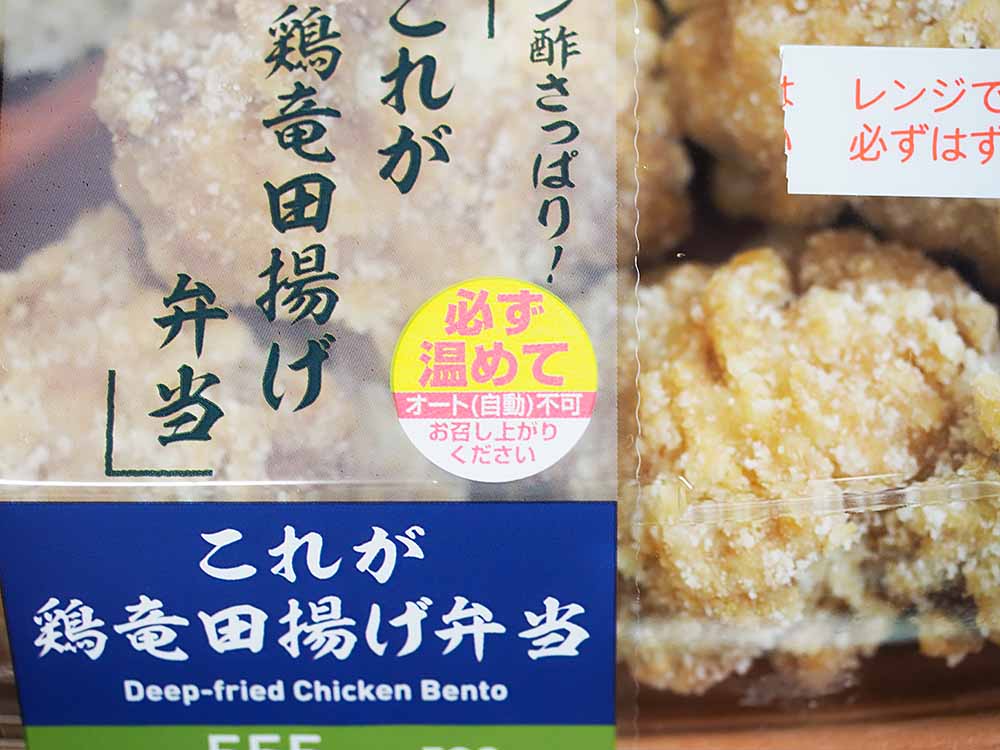 ン酢さっぱり!
「これが
鶏竜田揚げ
弁当」
レンジで
必ずはず
必ず
温めて
オート(自動)不可
お召し上がり
ください
これが
鶏竜田揚げ弁当
Deep-fried Chicken Bento